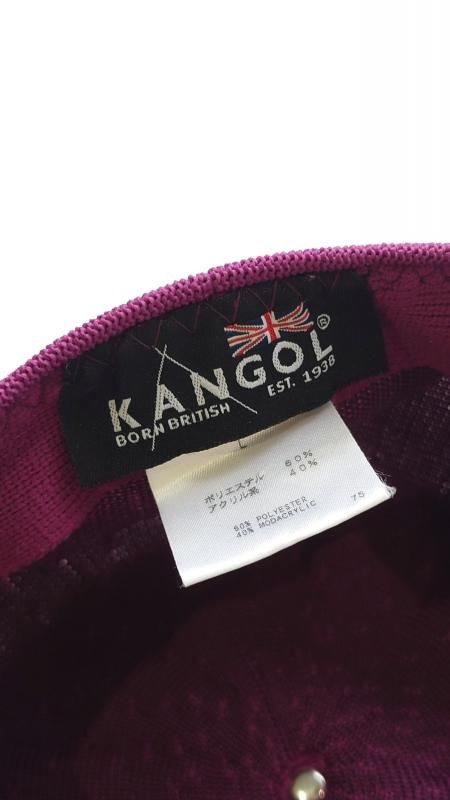 KANGOL®
BORN BRITISH EST. 1938
L
ポリエステル 60%
アクリル系 40%
60% POLYESTER
40% MODACRYLIC 75